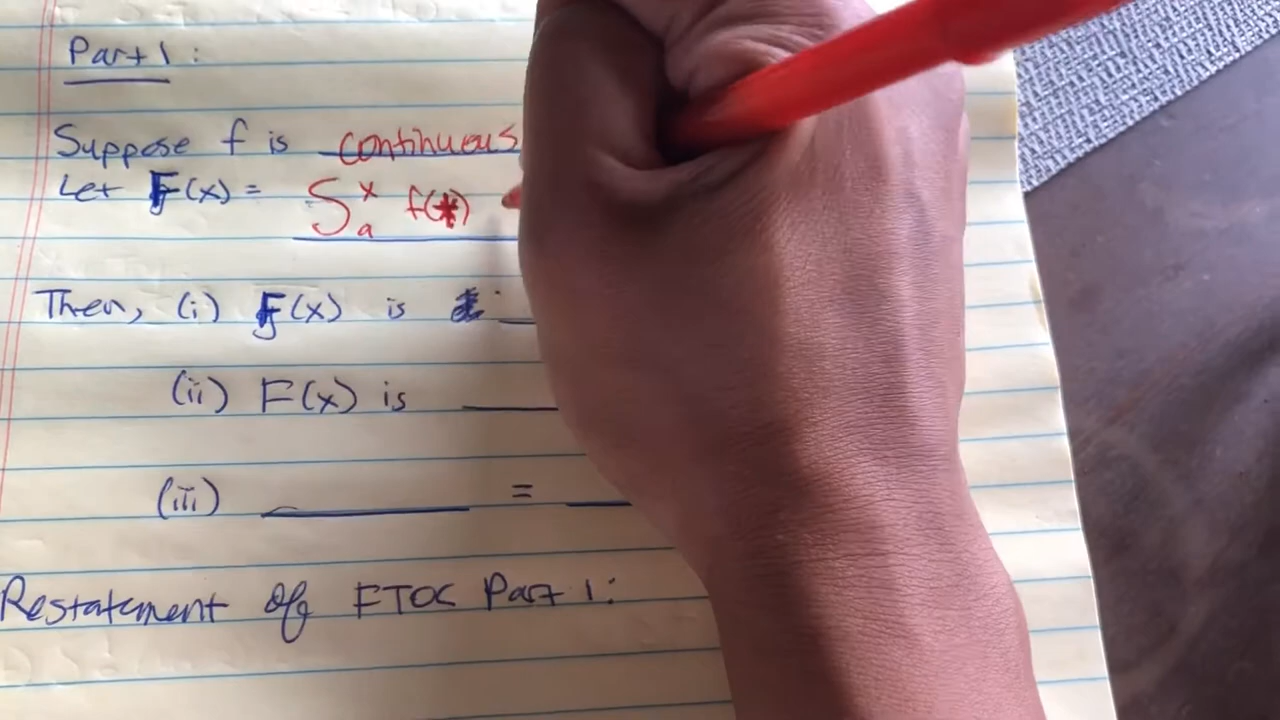 Part 1:
Suppose f is continuous
Let F(x) = ∫ₐˣ f(t)
Then, (i) F(x) is
(ii) F(x) is
(iii) =
Restatement of FTOC Part 1: